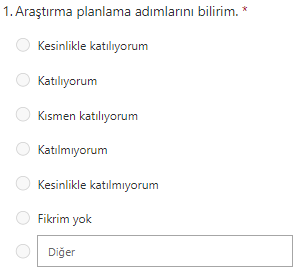 1. Araştırma planlama adımlarını bilirim. *
Kesinlikle katılıyorum
Katılıyorum
Kısmen katılıyorum
Katılmıyorum
Kesinlikle katılmıyorum
Fikrim yok
Diğer